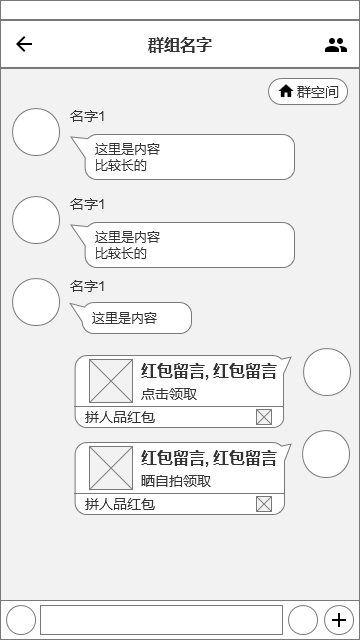 群组名字
群空间
名字1
这里是内容
比较长的
名字1
这里是内容
比较长的
名字1
这里是内容
红包留言, 红包留言
点击领取
拼人品红包
红包留言, 红包留言
晒自拍领取
拼人品红包